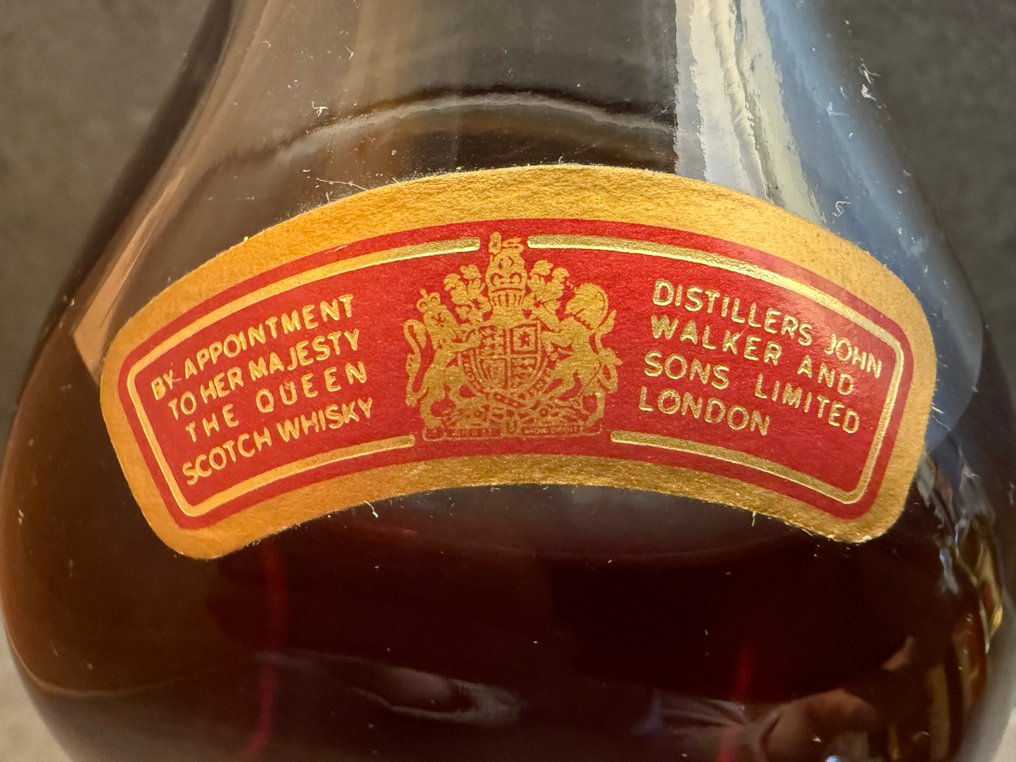 BY APPOINTMENT
TO HER MAJESTY
THE QUEEN
SCOTCH WHISKY
DISTILLERS JOHN
WALKER AND
SONS LIMITED
LONDON